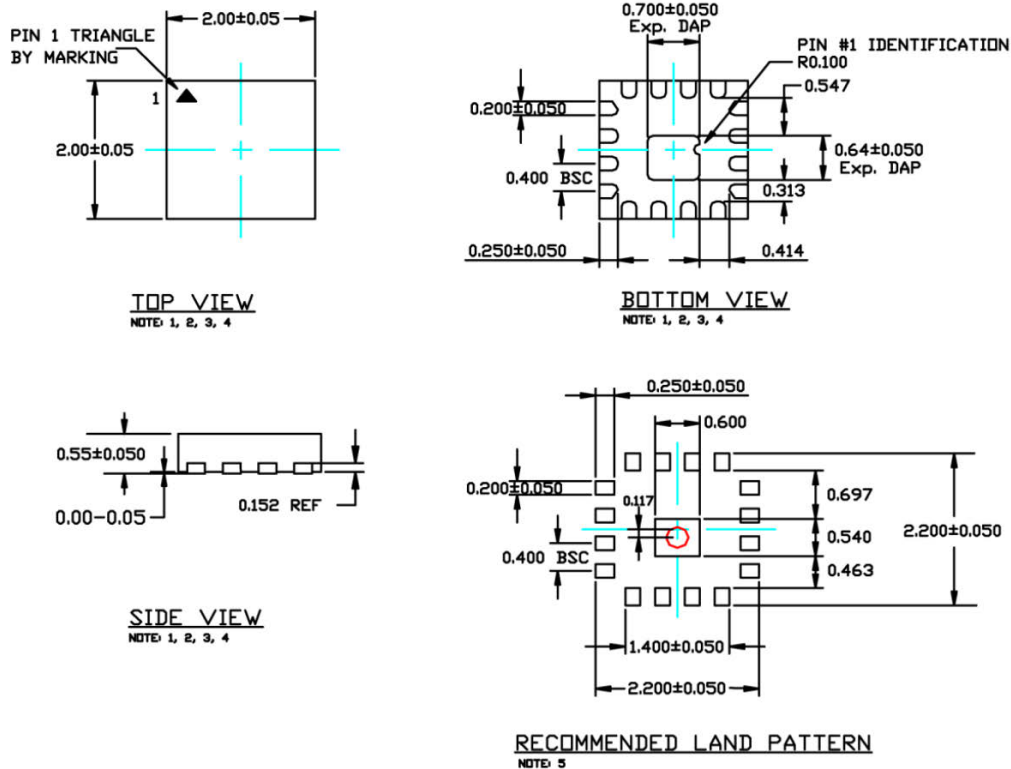 2.00±0.05
PIN 1 TRIANGLE
BY MARKING
1
2.00±0.05
TOP VIEW
NOTE: 1, 2, 3, 4
0.700±0.050
Exp. DAP
PIN #1 IDENTIFICATION
R0.100
0.547
0.200±0.050
0.64±0.050
Exp. DAP
0.400 BSC
0.313
0.250±0.050
0.414
BOTTOM VIEW
NOTE: 1, 2, 3, 4
0.55±0.050
0.152 REF
0.00-0.05
SIDE VIEW
NOTE: 1, 2, 3, 4
0.250±0.050
0.600
0.200±0.050
0.117
0.697
0.540
2.200±0.050
0.400 BSC
0.463
1.400±0.050
2.200±0.050
RECOMMENDED LAND PATTERN
NOTE: 5